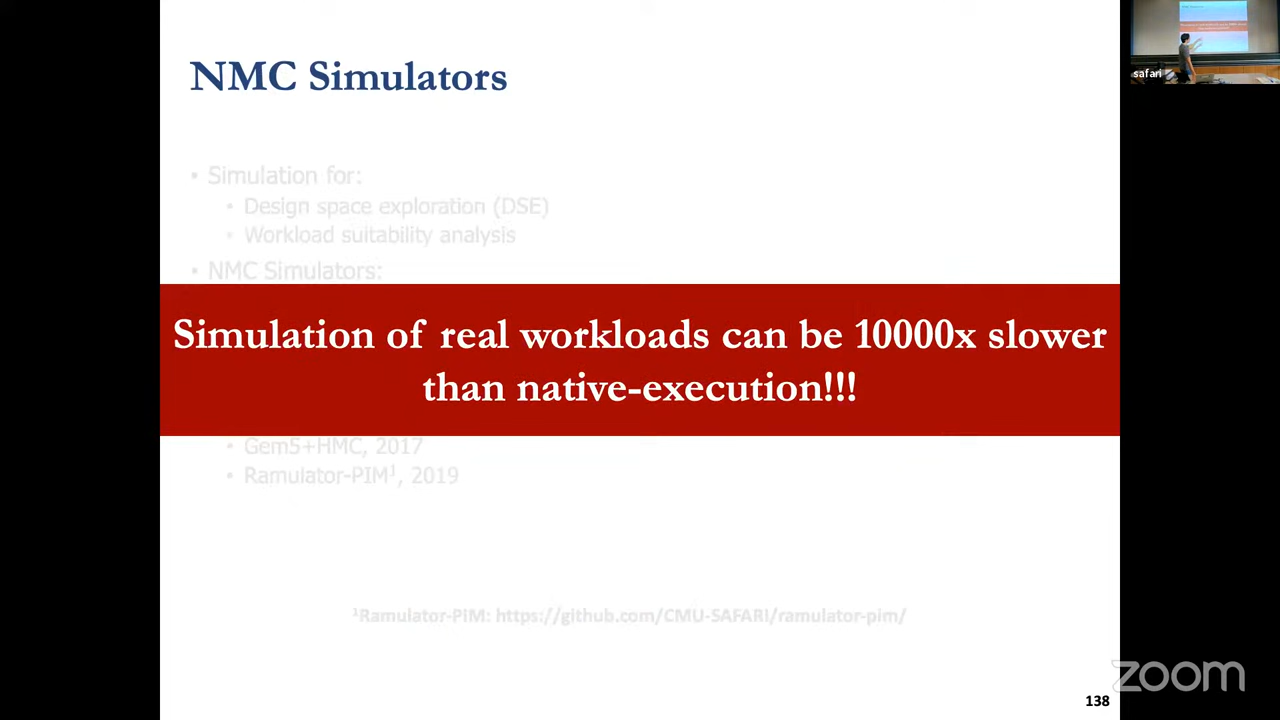 NMC Simulators
safari
• Simulation for:
• Design space exploration (DSE)
• Workload suitability analysis
• NMC Simulators:
Simulation of real workloads can be 10000x slower
than native-execution!!!
• Gem5+HMC, 2017
• Ramulator-PIM¹, 2019
¹Ramulator-PIM: https://github.com/CMU-SAFARI/ramulator-pim/
zoom
138